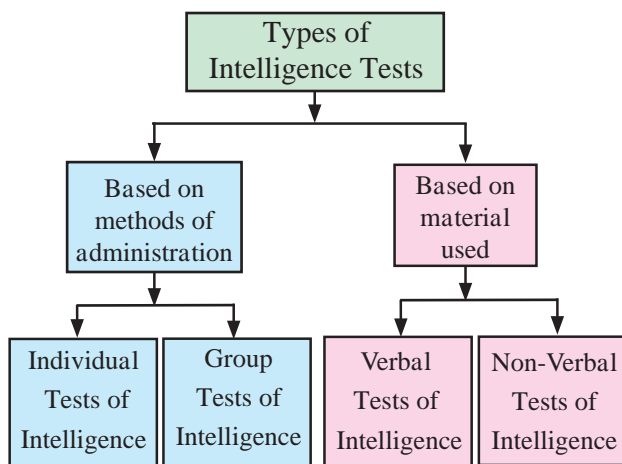 Types of
Intelligence Tests
Based on
methods of
administration
Based on
material
used
Individual
Tests of
Intelligence
Group
Tests of
Intelligence
Verbal
Tests of
Intelligence
Non-Verbal
Tests of
Intelligence